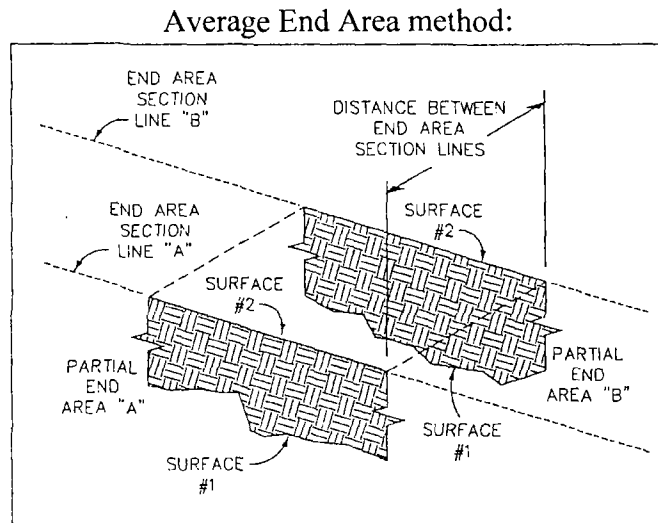 Average End Area method:
END AREA
SECTION
LINE "B"
DISTANCE BETWEEN
END AREA
SECTION LINES
END AREA
SECTION
LINE "A"
SURFACE
#2
SURFACE
#2
PARTIAL
END
AREA "A"
PARTIAL
END
AREA "B"
SURFACE
#1
SURFACE
#1